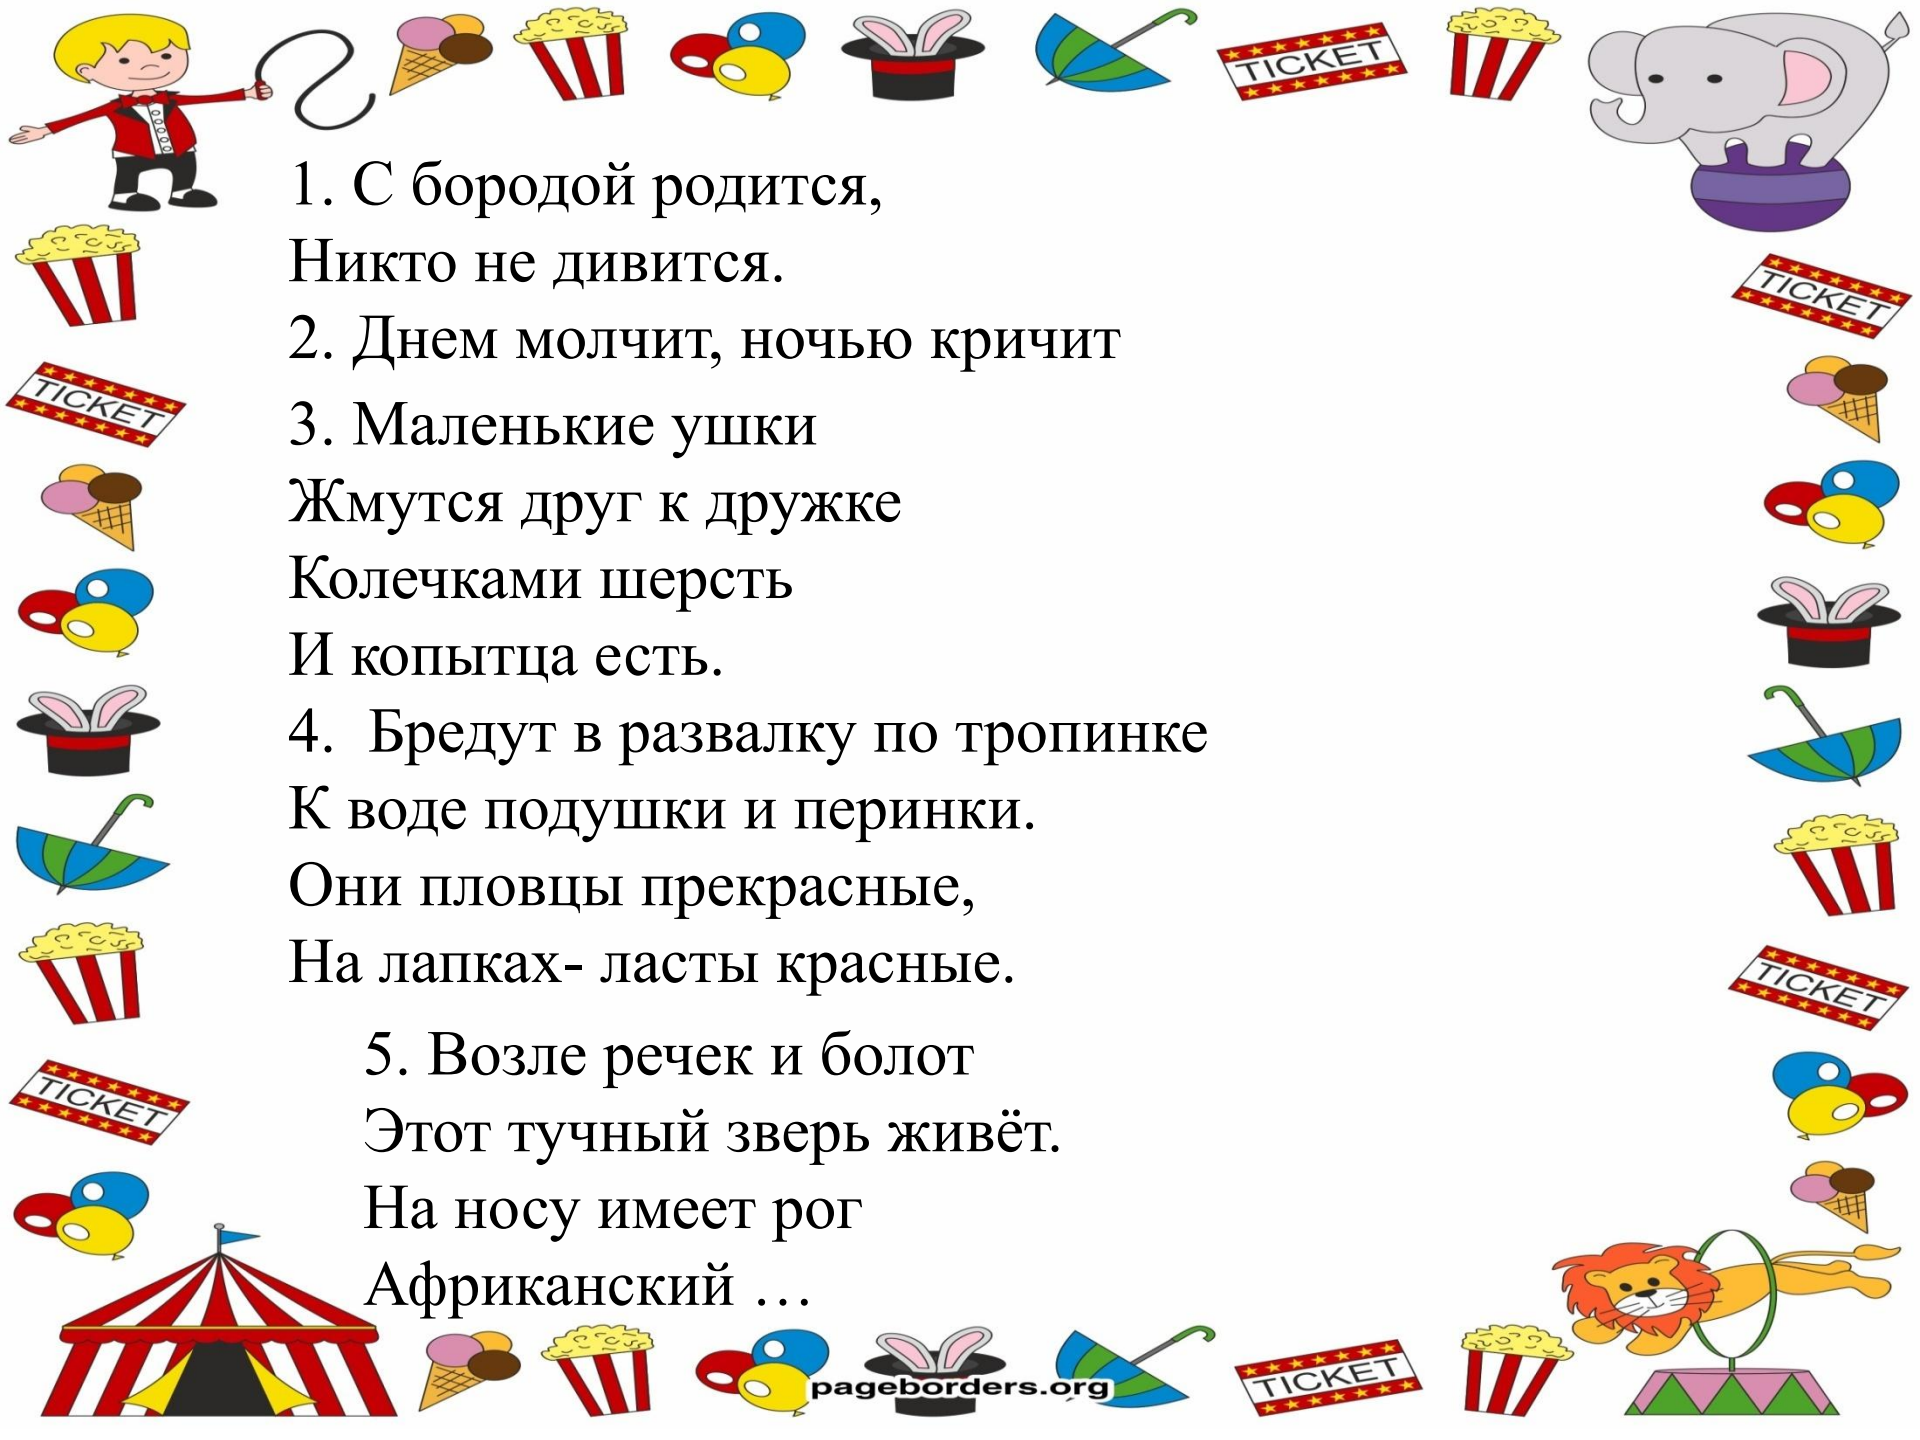 TICKET
1. С бородой родится,
Никто не дивится.
2. Днем молчит, ночью кричит
3. Маленькие ушки
Жмутся друг к дружке
Колечками шерсть
И копытца есть.
4.  Бредут в развалку по тропинке
К воде подушки и перинки.
Они пловцы прекрасные,
На лапках- ласты красные.
5. Возле речек и болот
Этот тучный зверь живёт.
На носу имеет рог
Африканский …
TICKET
TICKET
TICKET
TICKET
TICKET
pageborders.org